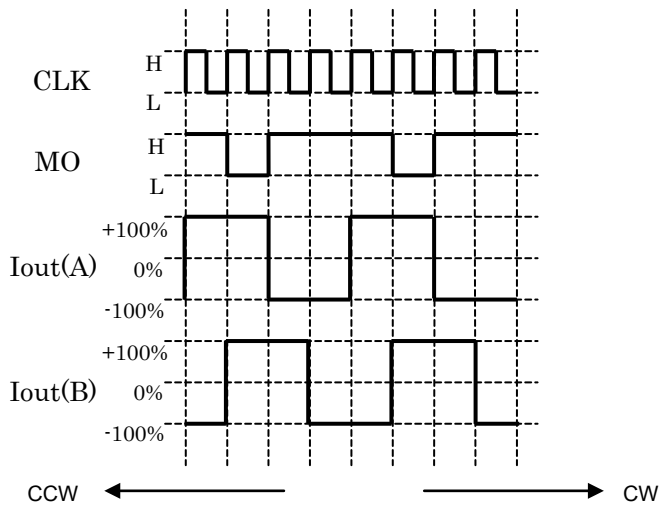 H
CLK
L
H
MO
L
+100%
Iout(A) 0%
-100%
+100%
Iout(B) 0%
-100%
CCW CW